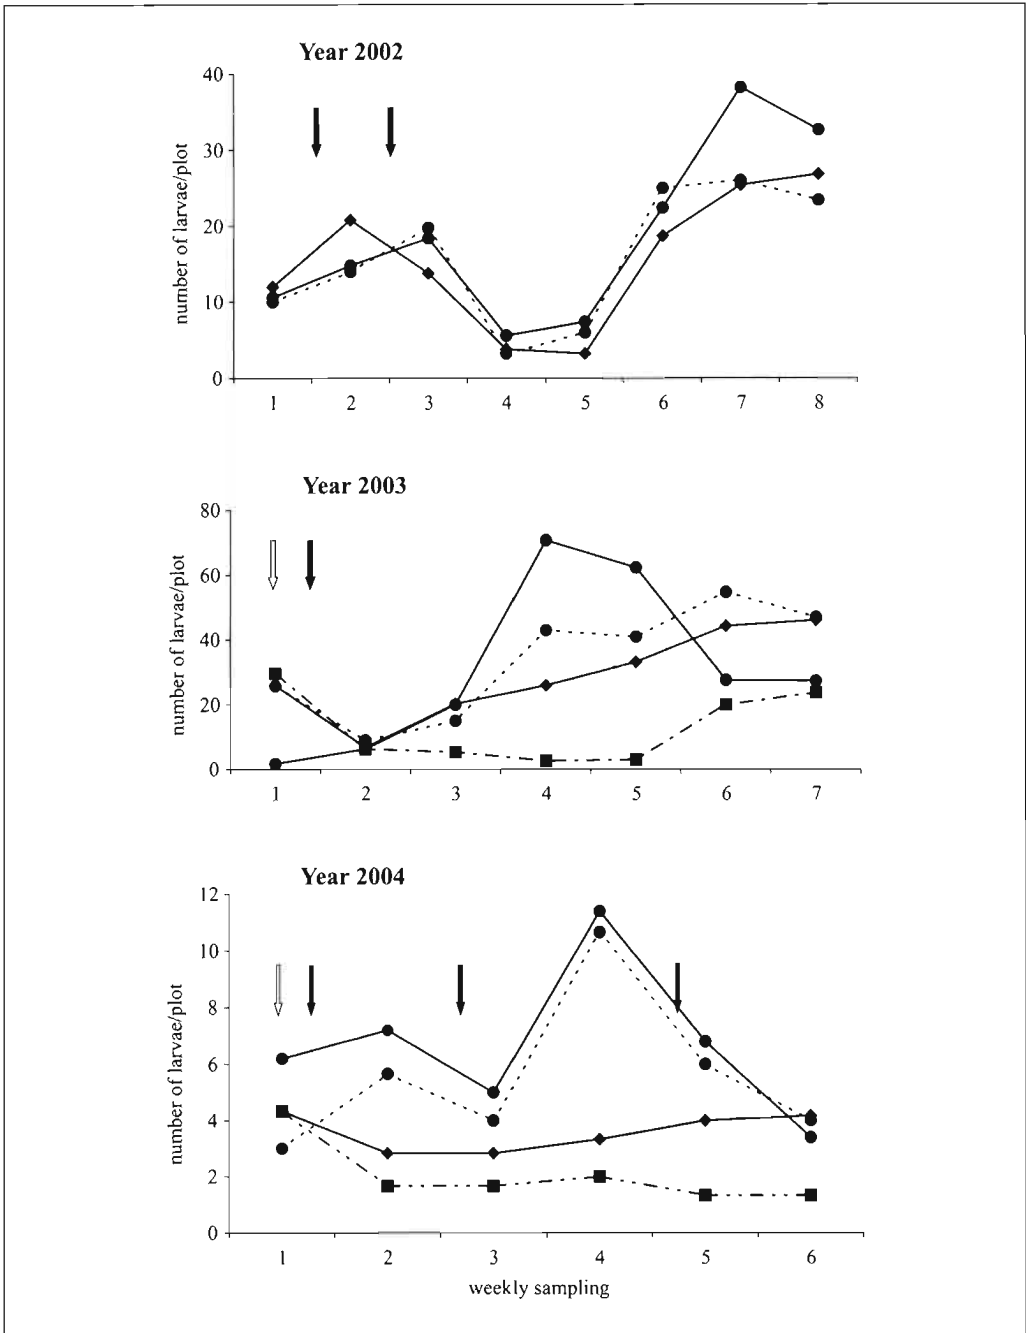 Year 2002
40
30
20
10
0
number of larvae/plot
1 2 3 4 5 6 7 8
Year 2003
80
60
40
20
0
number of larvae/plot
1 2 3 4 5 6 7
Year 2004
12
10
8
6
4
2
0
number of larvae/plot
1 2 3 4 5 6
weekly sampling